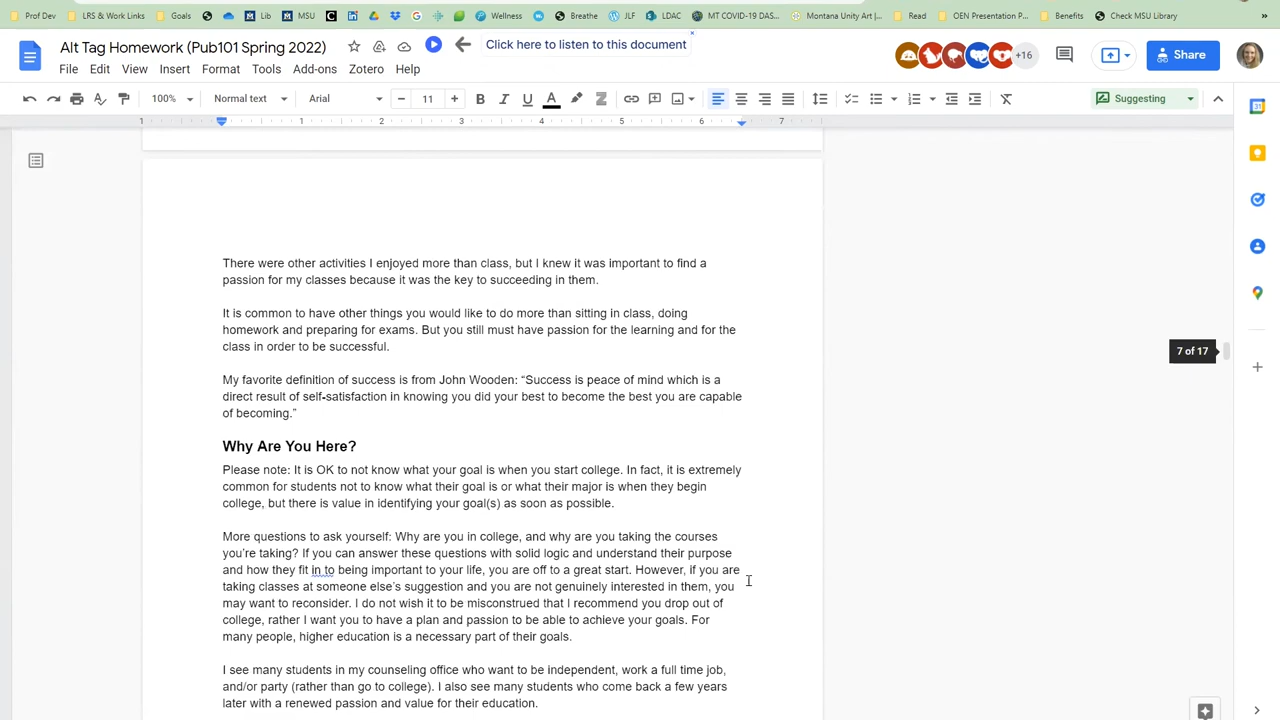 Prof Dev LRS & Work Links Goals S Lib MSU C Wellness Breathe JLF LDAC MT COVID-19 DAS... Montana Unity Art |... Read OEN Presentation P... Benefits Check MSU Library »
Alt Tag Homework (Pub101 Spring 2022)
Click here to listen to this document
x
+16
Share
File Edit View Insert Format Tools Add-ons Zotero Help
100% Normal text Arial 11 B I U A Suggesting
1 1 2 3 4 5 6 7
There were other activities I enjoyed more than class, but I knew it was important to find a
passion for my classes because it was the key to succeeding in them.
It is common to have other things you would like to do more than sitting in class, doing
homework and preparing for exams. But you still must have passion for the learning and for the
class in order to be successful.
7 of 17
My favorite definition of success is from John Wooden: “Success is peace of mind which is a
direct result of self-satisfaction in knowing you did your best to become the best you are capable
of becoming.”
Why Are You Here?
Please note: It is OK to not know what your goal is when you start college. In fact, it is extremely
common for students not to know what their goal is or what their major is when they begin
college, but there is value in identifying your goal(s) as soon as possible.
More questions to ask yourself: Why are you in college, and why are you taking the courses
you’re taking? If you can answer these questions with solid logic and understand their purpose
and how they fit in to being important to your life, you are off to a great start. However, if you are
taking classes at someone else’s suggestion and you are not genuinely interested in them, you
may want to reconsider. I do not wish it to be misconstrued that I recommend you drop out of
college, rather I want you to have a plan and passion to be able to achieve your goals. For
many people, higher education is a necessary part of their goals.
I see many students in my counseling office who want to be independent, work a full time job,
and/or party (rather than go to college). I also see many students who come back a few years
later with a renewed passion and value for their education.